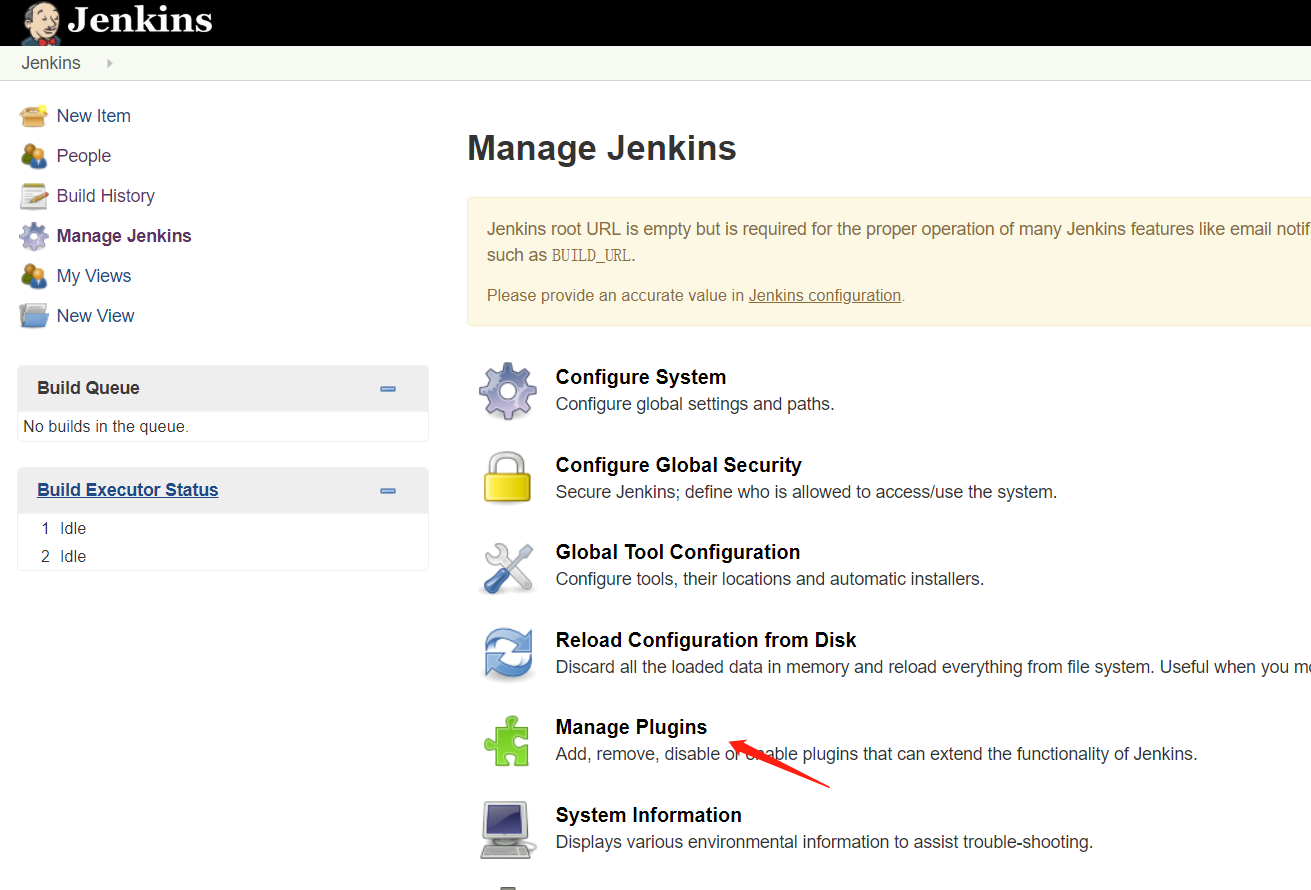 Jenkins
Jenkins
New Item
People
Build History
Manage Jenkins
My Views
New View
Build Queue
No builds in the queue.
Build Executor Status
1 Idle
2 Idle
Manage Jenkins
Jenkins root URL is empty but is required for the proper operation of many Jenkins features like email notif
such as BUILD_URL.
Please provide an accurate value in Jenkins configuration.
Configure System
Configure global settings and paths.
Configure Global Security
Secure Jenkins; define who is allowed to access/use the system.
Global Tool Configuration
Configure tools, their locations and automatic installers.
Reload Configuration from Disk
Discard all the loaded data in memory and reload everything from file system. Useful when you mo
Manage Plugins
Add, remove, disable or enable plugins that can extend the functionality of Jenkins.
System Information
Displays various environmental information to assist trouble-shooting.